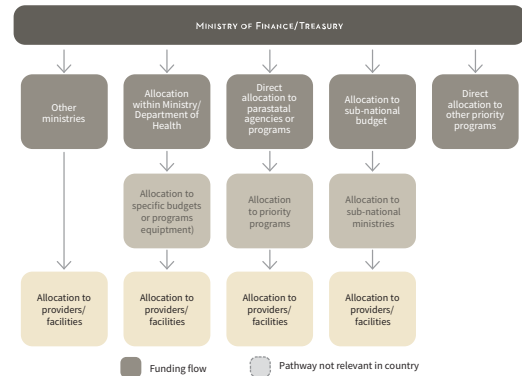 Ministry of Finance/Treasury
Other
ministries
Allocation
within Ministry/
Department of
Health
Direct
allocation to
parastatal
agencies or
programs
Allocation to
sub-national
budget
Direct
allocation to
other priority
programs
Allocation to
specific budgets
or programs
equiptment)
Allocation
to priority
programs
Allocation to
sub-national
ministries
Allocation to
providers/
facilities
Allocation to
providers/
facilities
Allocation to
providers/
facilities
Allocation to
providers/
facilities
Funding flow
Pathway not relevant in country